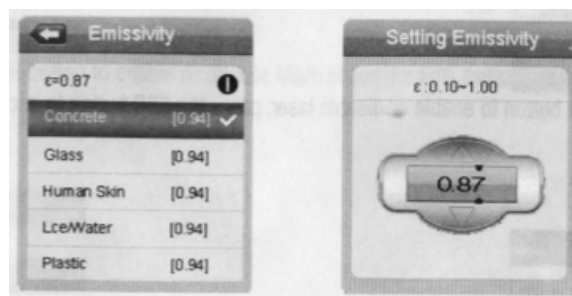 Emissivity
ε=0.87
Concrete [0.94]
Glass [0.94]
Human Skin [0.94]
Lce/Water [0.94]
Plastic [0.94]
Setting Emissivity
ε :0.10~1.00
0.87